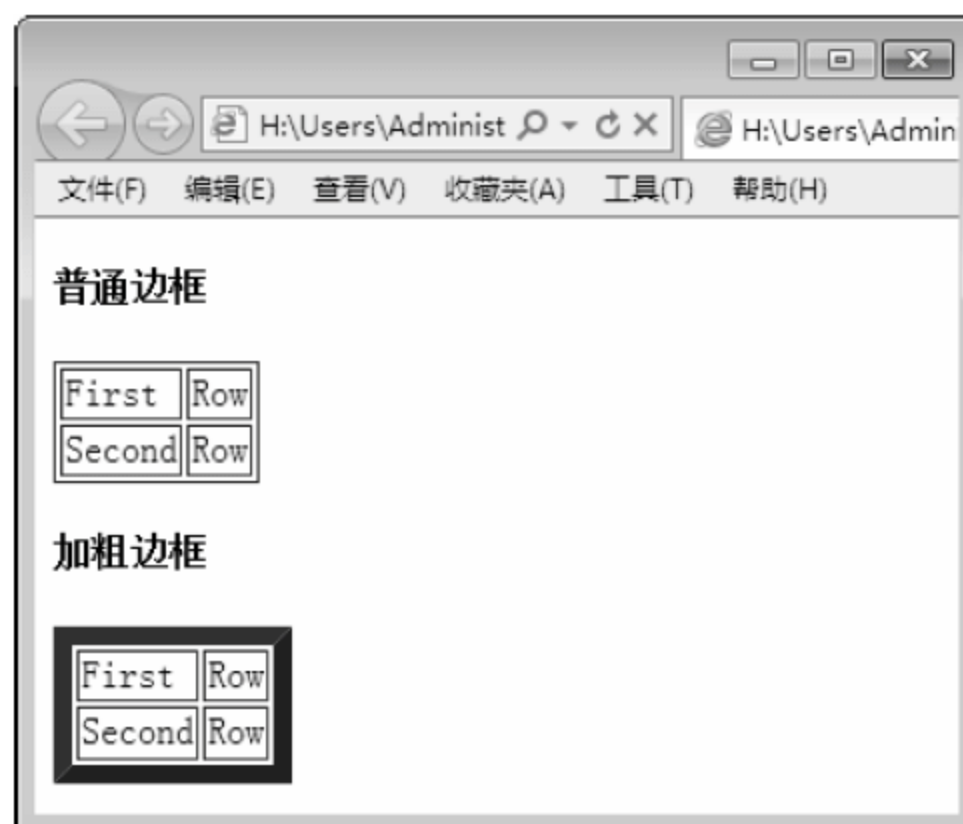 H:\Users\Administ
H:\Users\Admin
文件(F) 编辑(E) 查看(V) 收藏夹(A) 工具(T) 帮助(H)
普通边框
First Row
Second Row
加粗边框
First Row
Second Row